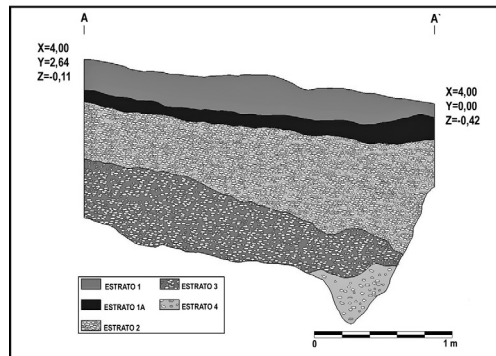 A
A'
X=4,00
Y=2,64
Z=-0,11
X=4,00
Y=0,00
Z=-0,42
ESTRATO 1
ESTRATO 3
ESTRATO 1A
ESTRATO 4
ESTRATO 2
0
1 m